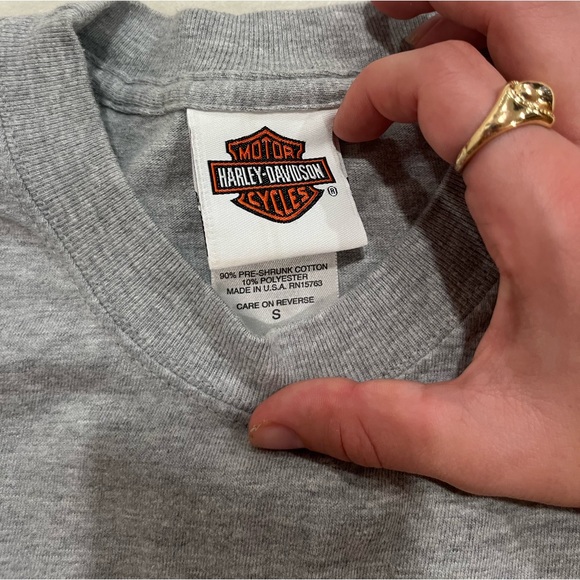 MOTOR
HARLEY-DAVIDSON
CYCLES
®
90% PRE-SHRUNK COTTON
10% POLYESTER
MADE IN U.S.A. RN15763
CARE ON REVERSE
S